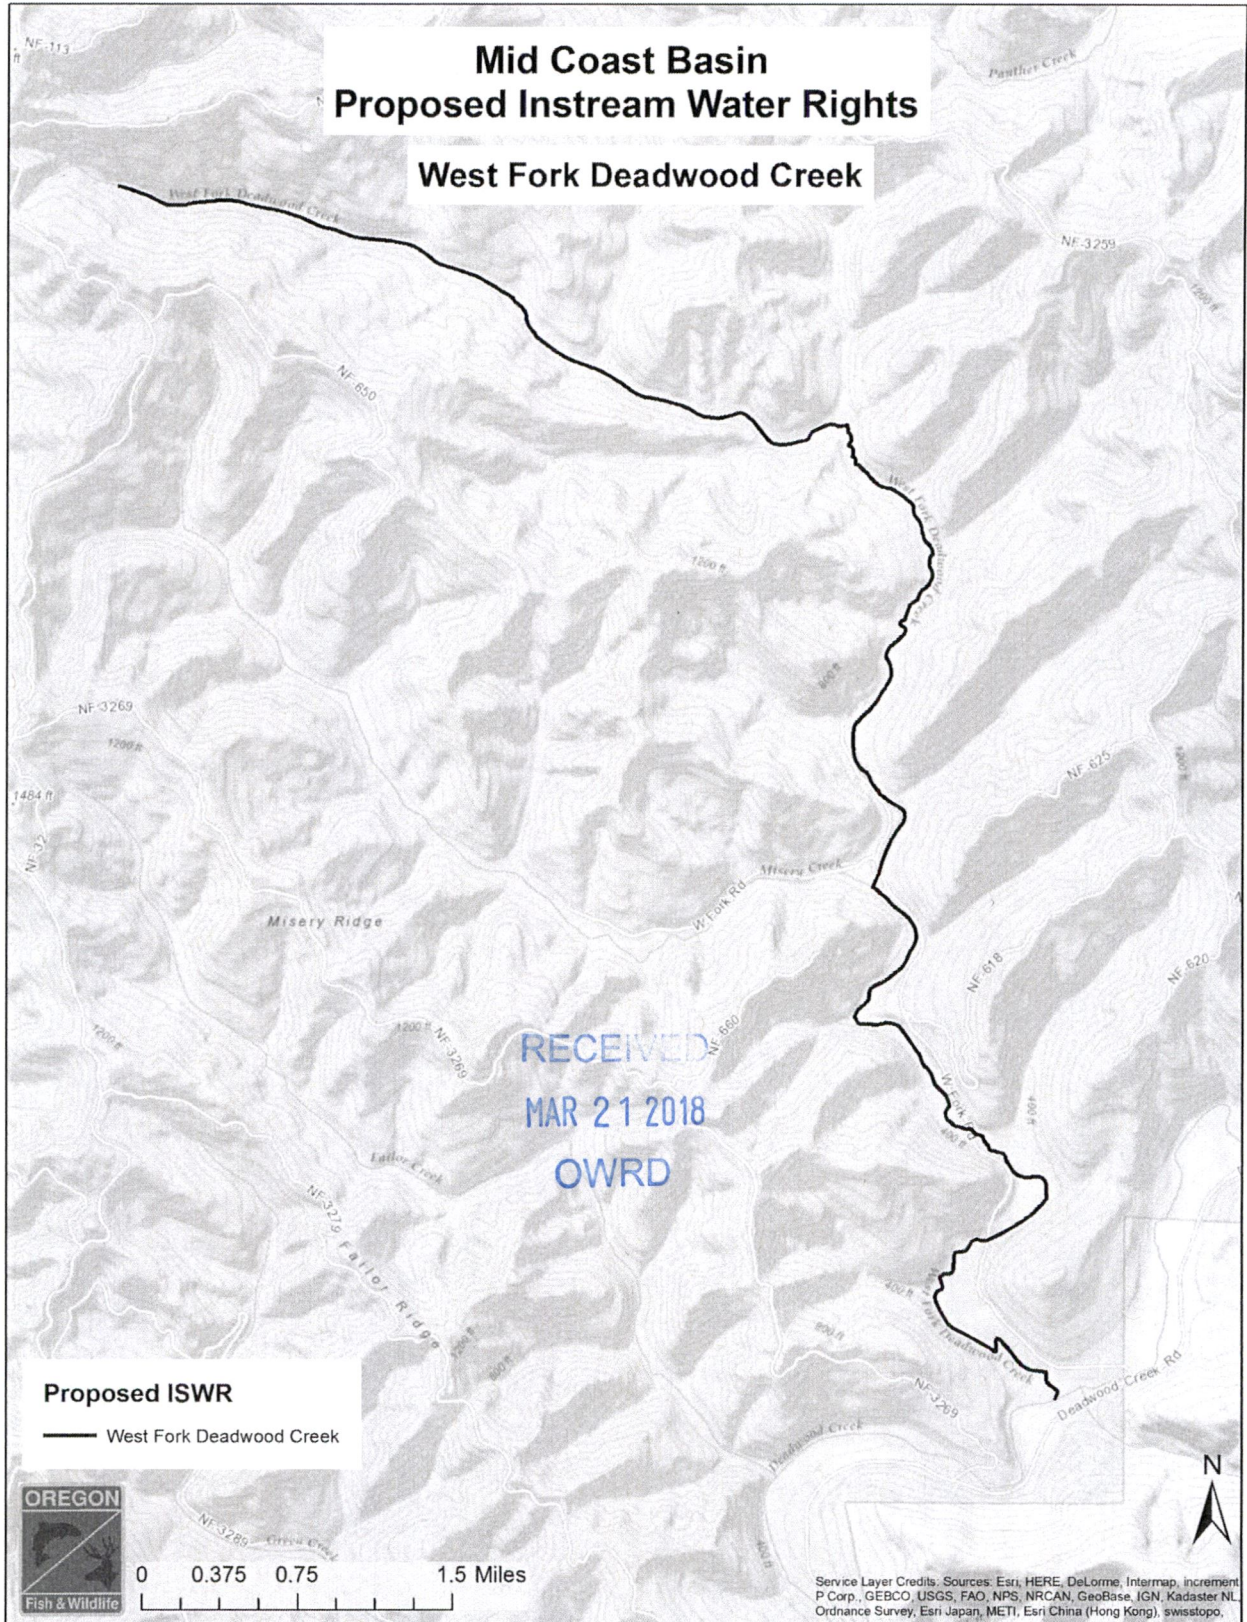 Mid Coast Basin
Proposed Instream Water Rights
West Fork Deadwood Creek
NF-113
ft
Panther Creek
West Fork Deadwood Creek
NF-3259
1200 ft
NF-650
West Fork Deadwood Creek
1200 ft
800 ft
NF-3269
1200 ft
NF-625
1200 ft
1484 ft
NF-32
Misery Creek
W Fork Rd
Misery Ridge
NF-618
NF-620
1200 ft
1200 ft
NF-3269
NF-660
RECEIVED
MAR 21 2018
OWRD
W Fork Rd
400 ft
400 ft
Failor Creek
NF-3279
Failor Ridge
400 ft
West Fork Deadwood Creek
800 ft
1200 ft
800 ft
NF-3269
Deadwood Creek Rd
Deadwood Creek
400 ft
Proposed ISWR
West Fork Deadwood Creek
N
OREGON
Fish & Wildlife
NF-3289
Green Creek
0 0.375 0.75 1.5 Miles
Service Layer Credits: Sources: Esri, HERE, DeLorme, Intermap, increment
P Corp., GEBCO, USGS, FAO, NPS, NRCAN, GeoBase, IGN, Kadaster NL,
Ordnance Survey, Esri Japan, METI, Esri China (Hong Kong), swisstopo,